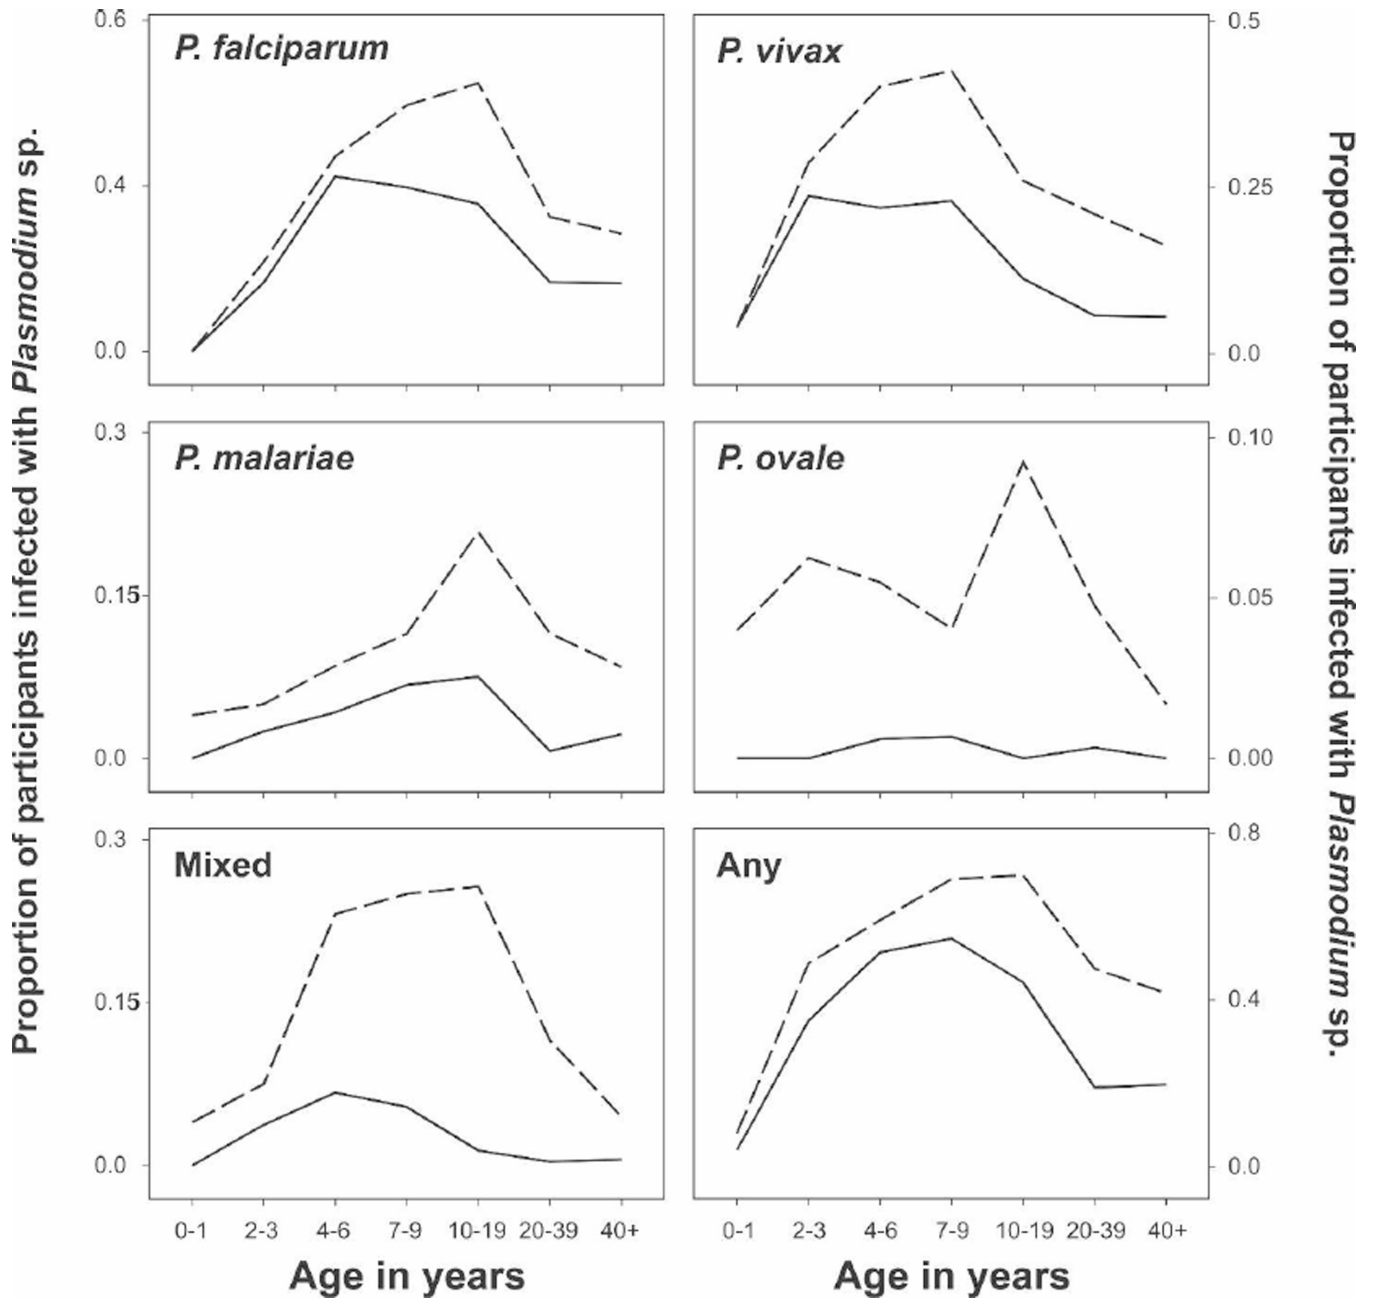 Proportion of participants infected with Plasmodium sp.
P. falciparum
0.6
0.4
0.0
P. vivax
0.5
0.25
0.0
P. malariae
0.3
0.15
0.0
P. ovale
0.10
0.05
0.00
Mixed
0.3
0.15
0.0
Any
0.8
0.4
0.0
Proportion of participants infected with Plasmodium sp.
0-1 2-3 4-6 7-9 10-19 20-39 40+
0-1 2-3 4-6 7-9 10-19 20-39 40+
Age in years
Age in years